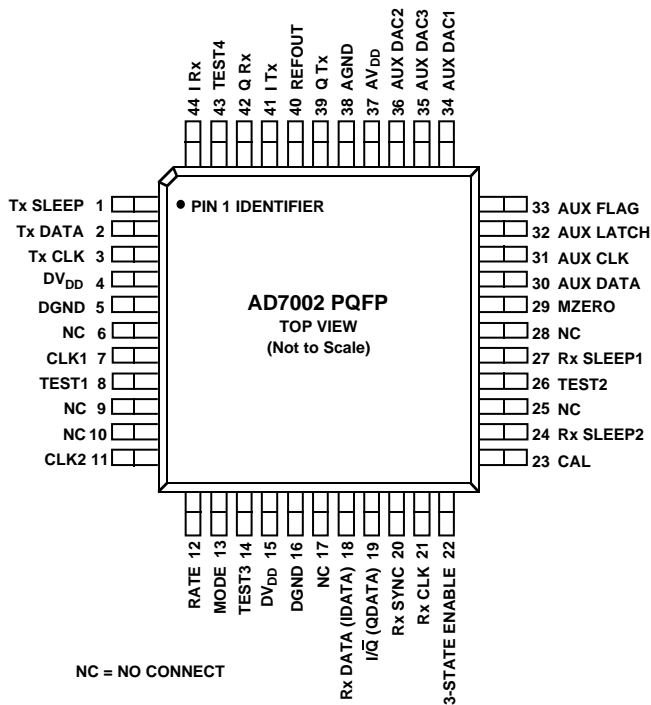 44 I Rx
43 TEST4
42 Q Rx
41 I Tx
40 REFOUT
39 Q Tx
38 AGND
37 AVDD
36 AUX DAC2
35 AUX DAC3
34 AUX DAC1
Tx SLEEP 1
Tx DATA 2
Tx CLK 3
DVDD 4
DGND 5
NC 6
CLK1 7
TEST1 8
NC 9
NC 10
CLK2 11
PIN 1 IDENTIFIER
AD7002 PQFP
TOP VIEW
(Not to Scale)
33 AUX FLAG
32 AUX LATCH
31 AUX CLK
30 AUX DATA
29 MZERO
28 NC
27 Rx SLEEP1
26 TEST2
25 NC
24 Rx SLEEP2
23 CAL
RATE 12
MODE 13
TEST3 14
DVDD 15
DGND 16
NC 17
Rx DATA (IDATA) 18
I/Q̅ (QDATA) 19
Rx SYNC 20
Rx CLK 21
3-STATE ENABLE 22
NC = NO CONNECT